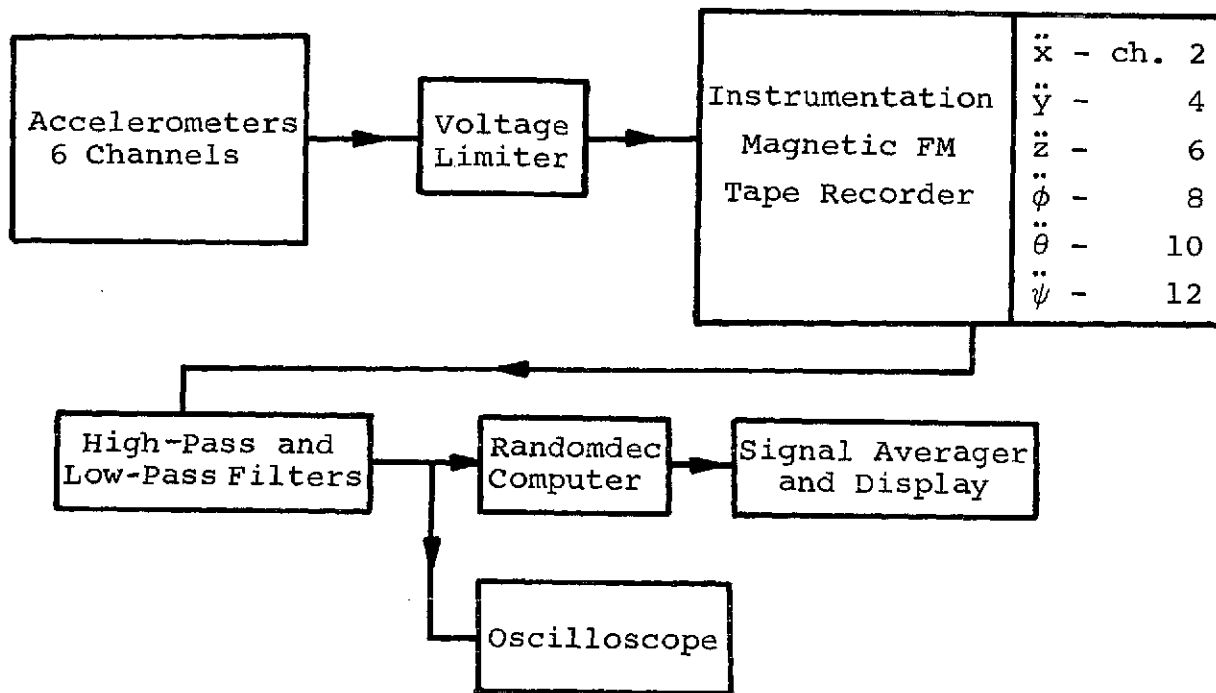 Accelerometers
6 Channels
Voltage
Limiter
Instrumentation
Magnetic FM
Tape Recorder
ẍ - ch. 2
ÿ - 4
z̈ - 6
ϕ̈ - 8
θ̈ - 10
ψ̈ - 12
High-Pass and
Low-Pass Filters
Randomdec
Computer
Signal Averager
and Display
Oscilloscope